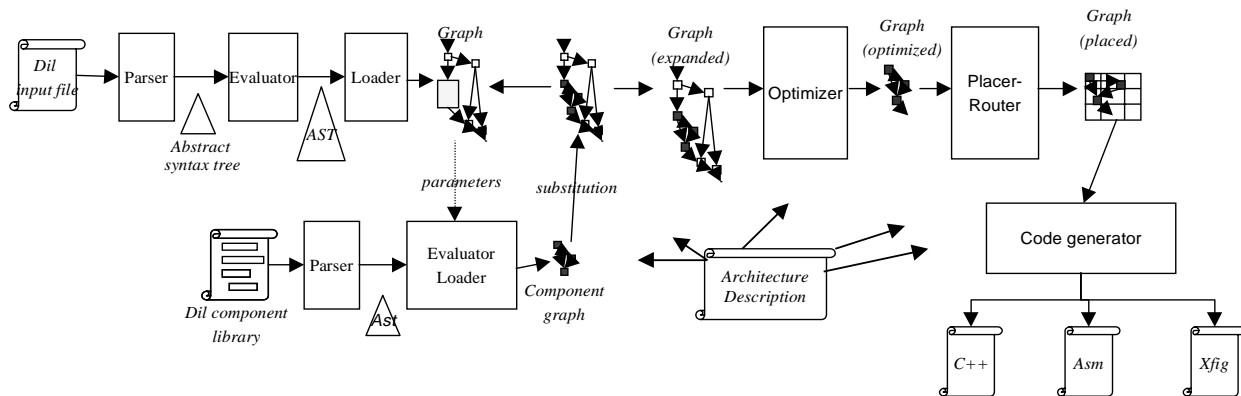 Graph
Graph
(expanded)
Graph
(optimized)
Graph
(placed)
Dil
input file
Parser
Evaluator
Loader
Optimizer
Placer-
Router
Abstract
syntax tree
AST
parameters
substitution
Parser
Evaluator
Loader
Ast
Dil component
library
Component
graph
Architecture
Description
Code generator
C++
Asm
Xfig